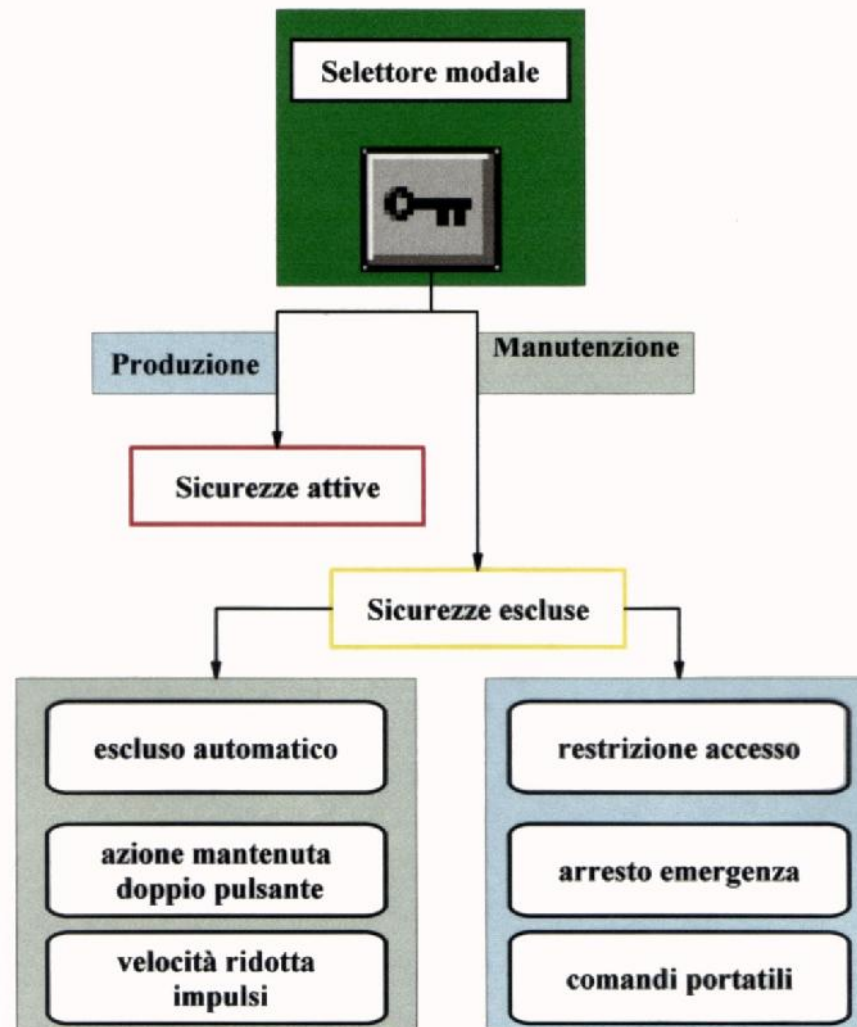 Selettore modale
Produzione
Manutenzione
Sicurezze attive
Sicurezze escluse
escluso automatico
azione mantenuta
doppio pulsante
velocità ridotta
impulsi
restrizione accesso
arresto emergenza
comandi portatili